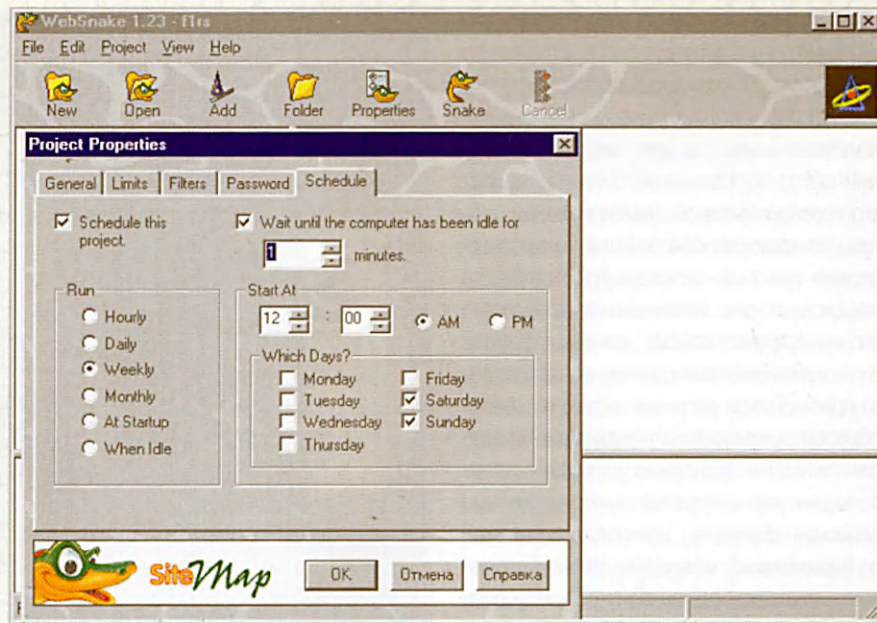 WebSnake 1.23 - f1rs
File Edit Project View Help
New Open Add Folder Properties Snake Cancel
Project Properties
General Limits Filters Password Schedule
Schedule this project.
Wait until the computer has been idle for
1 minutes.
Run
Hourly
Daily
Weekly
Monthly
At Startup
When Idle
Start At
12 : 00 AM PM
Which Days?
Monday Friday
Tuesday Saturday
Wednesday Sunday
Thursday
SiteMap OK Отмена Справка